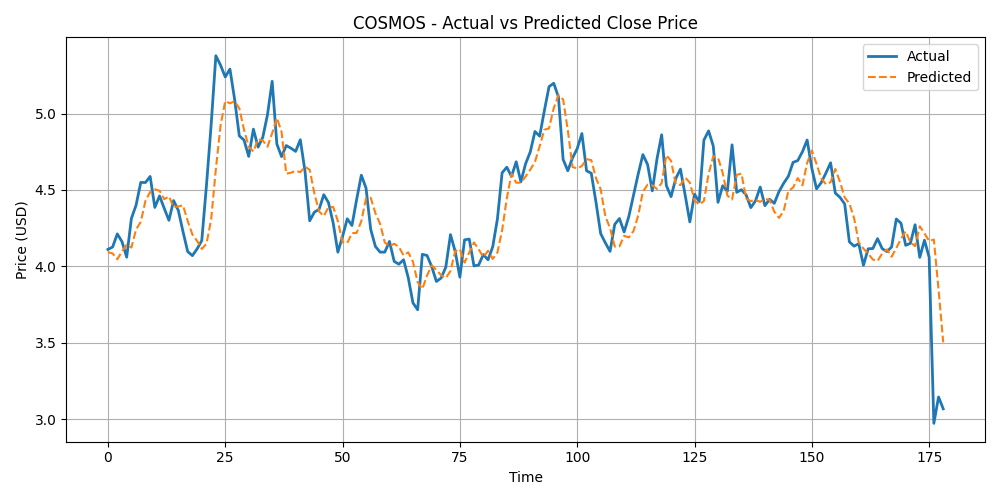 COSMOS - Actual vs Predicted Close Price
Actual
Predicted
Price (USD)
5.0
4.5
4.0
3.5
3.0
0 25 50 75 100 125 150 175
Time